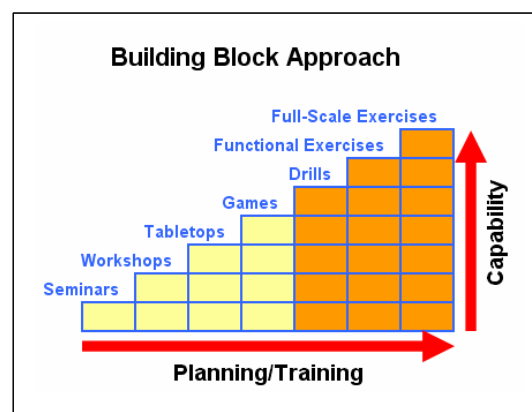 Building Block Approach
Full-Scale Exercises
Functional Exercises
Drills
Games
Tabletops
Workshops
Seminars
Capability
Planning/Training